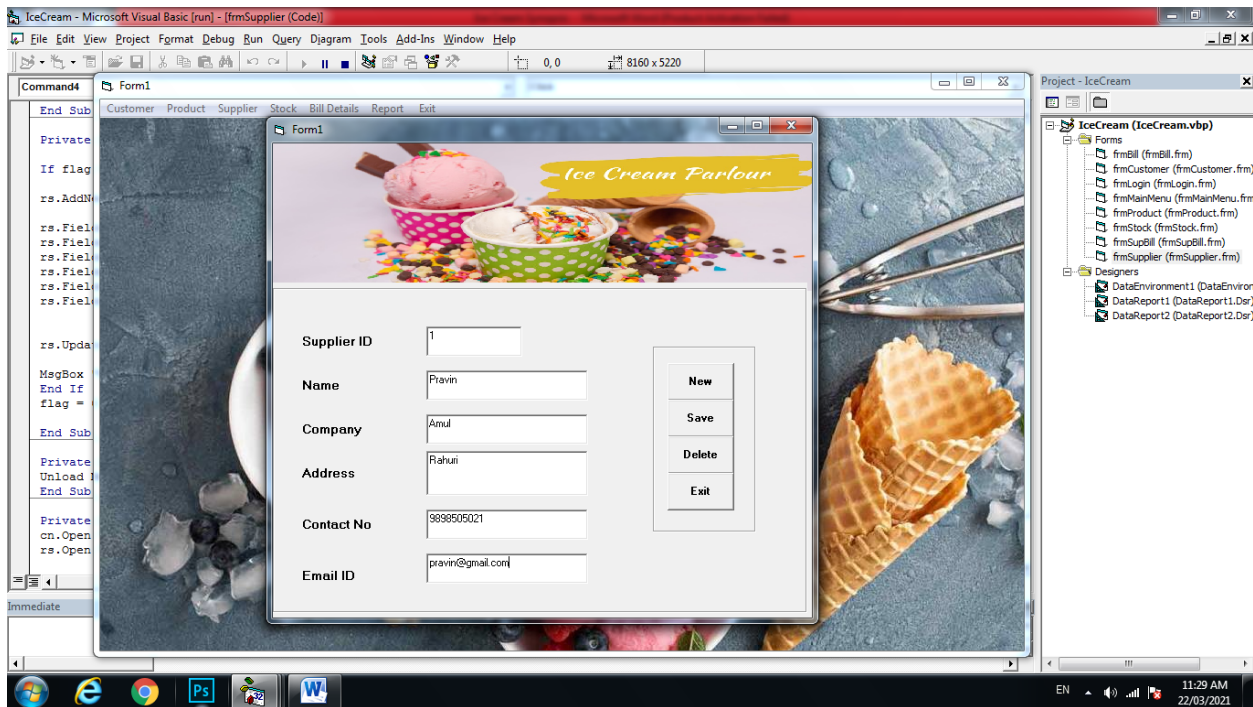 IceCream - Microsoft Visual Basic [run] - [frmSupplier (Code)]
File Edit View Project Format Debug Run Query Diagram Tools Add-Ins Window Help
0, 0 8160 x 5220
Command4
Form1
Customer Product Supplier Stock Bill Details Report Exit
End Sub
Private
If flag
rs.AddN
rs.Fiel
rs.Fiel
rs.Fiel
rs.Fiel
rs.Fiel
rs.Fiel
rs.Upda
MsgBox
End If
flag =
End Sub
Private
Unload
End Sub
Private
cn.Open
rs.Open
Immediate
Form1
Ice Cream Parlour
Supplier ID 1
Name Pravin
Company Amul
Address Rahuri
Contact No 9898505021
Email ID pravin@gmail.com
New
Save
Delete
Exit
Project - IceCream
IceCream (IceCream.vbp)
Forms
frmBill (frmBill.frm)
frmCustomer (frmCustomer.frm)
frmLogin (frmLogin.frm)
frmMainMenu (frmMainMenu.frm
frmProduct (frmProduct.frm)
frmStock (frmStock.frm)
frmSupBill (frmSupBill.frm)
frmSupplier (frmSupplier.frm)
Designers
DataEnvironment1 (DataEnviron
DataReport1 (DataReport1.Dsr)
DataReport2 (DataReport2.Dsr)
Ps
32
W
EN
11:29 AM
22/03/2021